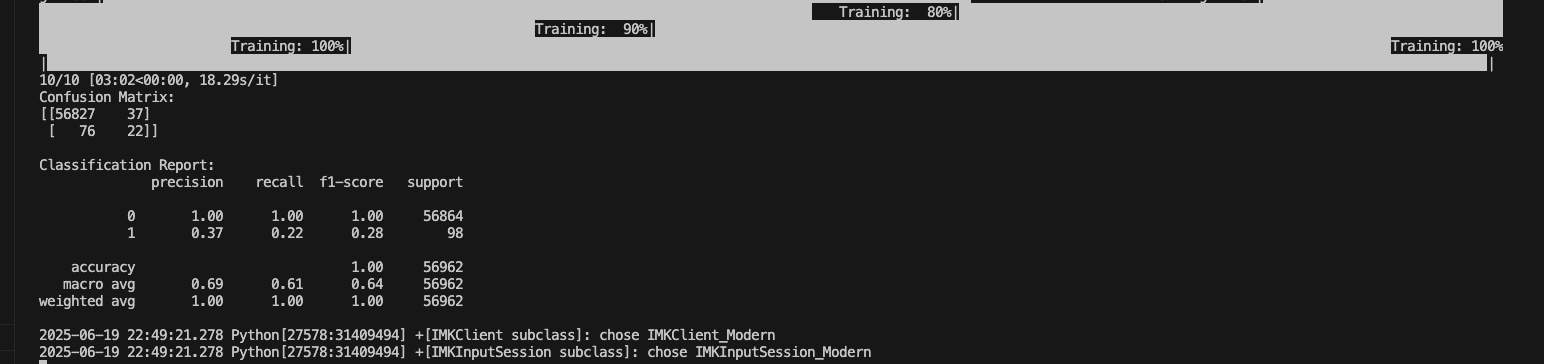 Training: 80%|
Training: 90%|
Training: 100%| Training: 100%
| |
10/10 [03:02<00:00, 18.29s/it]
Confusion Matrix:
[[56827    37]
 [   76    22]]
Classification Report:
              precision    recall  f1-score   support
           0       1.00      1.00      1.00     56864
           1       0.37      0.22      0.28        98
    accuracy                           1.00     56962
   macro avg       0.69      0.61      0.64     56962
weighted avg       1.00      1.00      1.00     56962
2025-06-19 22:49:21.278 Python[27578:31409494] +[IMKClient subclass]: chose IMKClient_Modern
2025-06-19 22:49:21.278 Python[27578:31409494] +[IMKInputSession subclass]: chose IMKInputSession_Modern